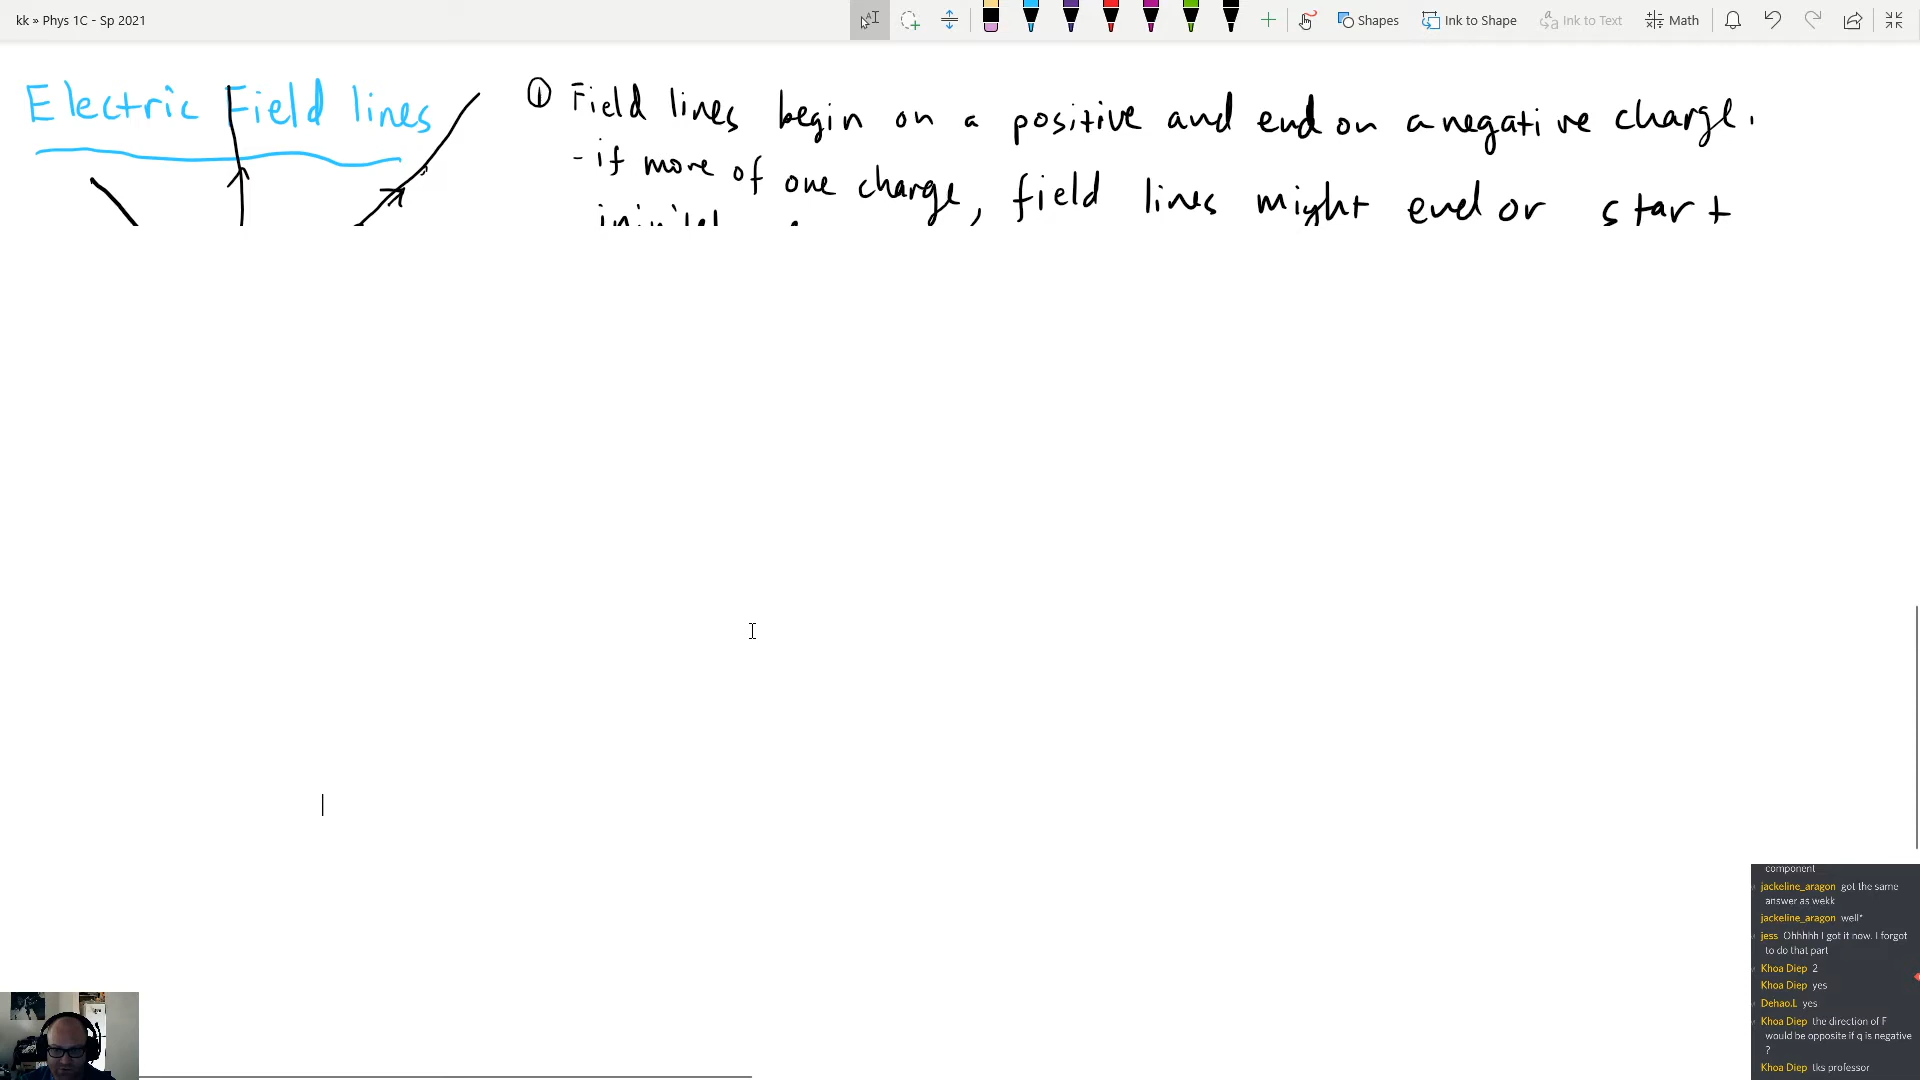 kk » Phys 1C - Sp 2021
Shapes
Ink to Shape
Ink to Text
Math
Electric Field lines
① Field lines begin on a positive and end on a negative charge.
- if more of one charge, field lines might end or start
component
jackeline_aragon got the same
answer as wekk
jackeline_aragon well*
jess Ohhhhh I got it now. I forgot
to do that part
Khoa Diep 2
Khoa Diep yes
Dehao.L yes
Khoa Diep the direction of F
would be opposite if q is negative
?
Khoa Diep tks professor